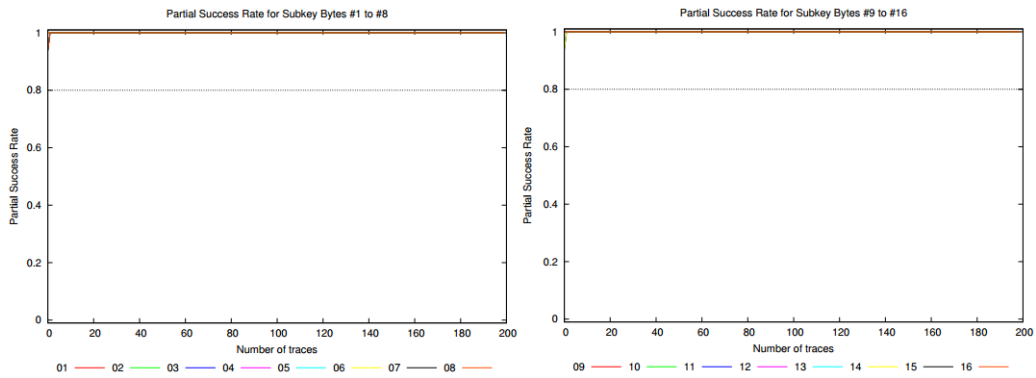 Partial Success Rate for Subkey Bytes #1 to #8
1
0.8
0.6
0.4
0.2
0
Partial Success Rate
0 20 40 60 80 100 120 140 160 180 200
Number of traces
01 02 03 04 05 06 07 08
Partial Success Rate for Subkey Bytes #9 to #16
1
0.8
0.6
0.4
0.2
0
Partial Success Rate
0 20 40 60 80 100 120 140 160 180 200
Number of traces
09 10 11 12 13 14 15 16